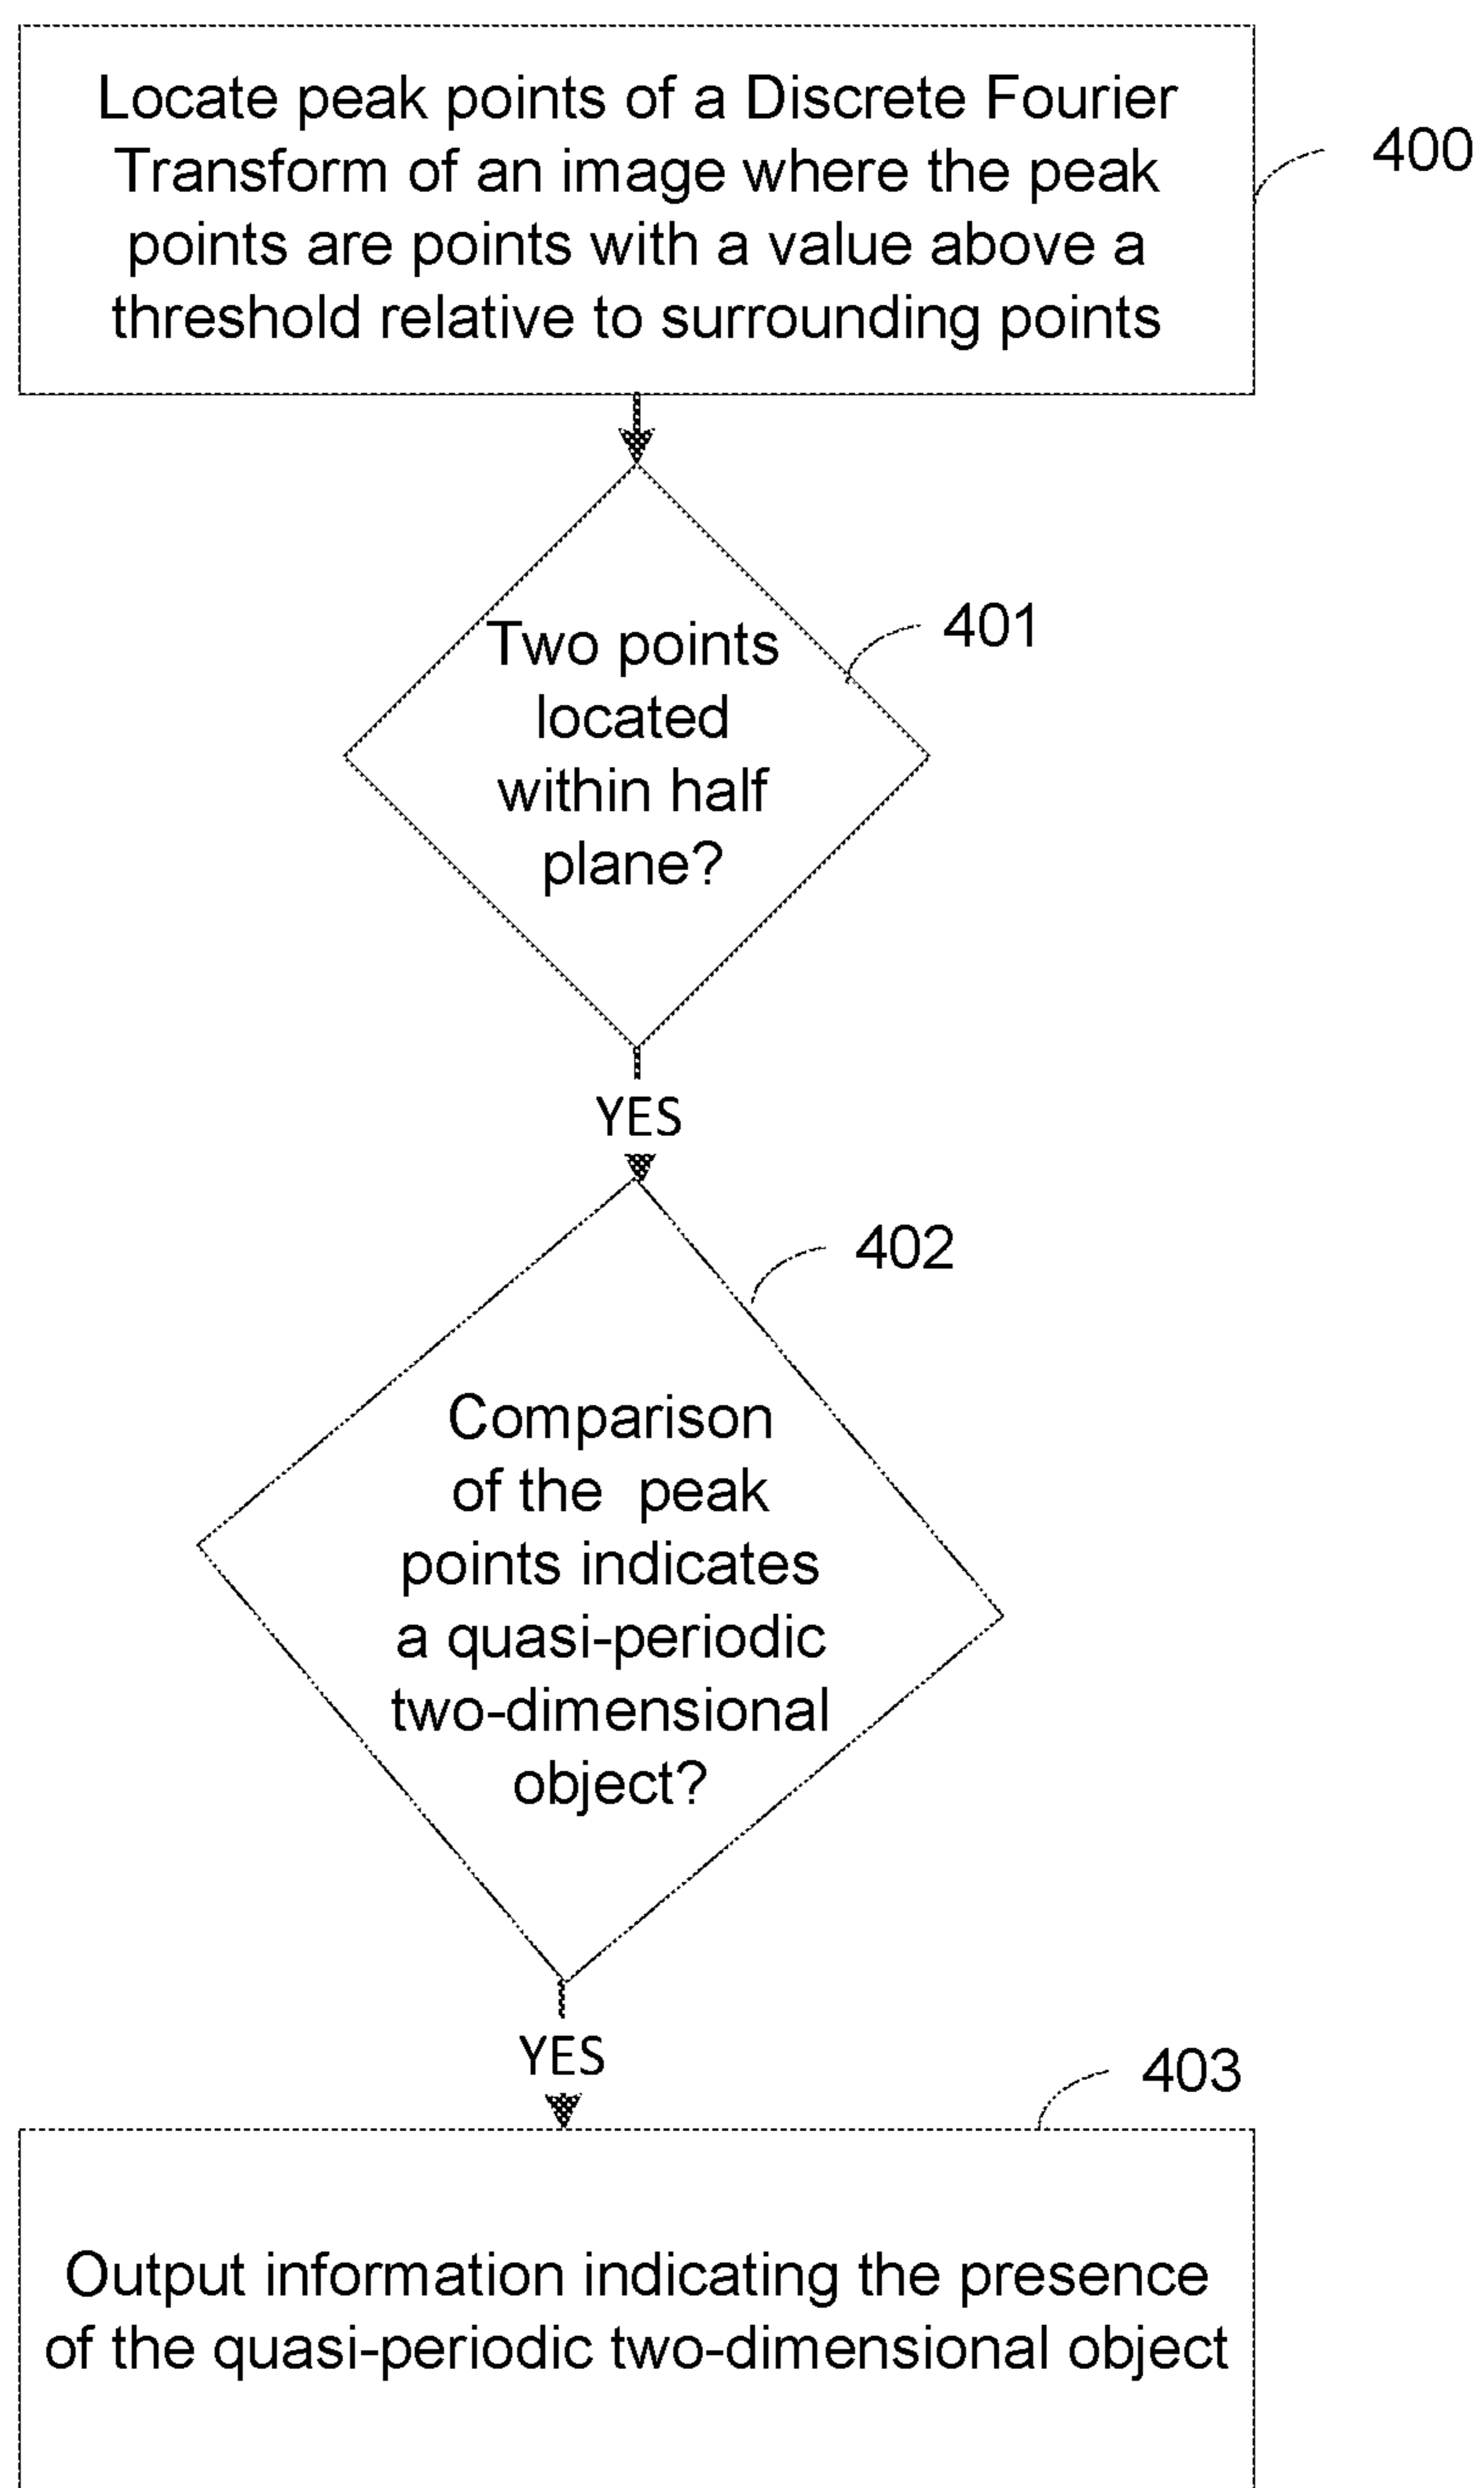 Locate peak points of a Discrete Fourier
Transform of an image where the peak
points are points with a value above a
threshold relative to surrounding points
400
Two points
located
within half
plane?
401
YES
402
Comparison
of the peak
points indicates
a quasi-periodic
two-dimensional
object?
YES
403
Output information indicating the presence
of the quasi-periodic two-dimensional object